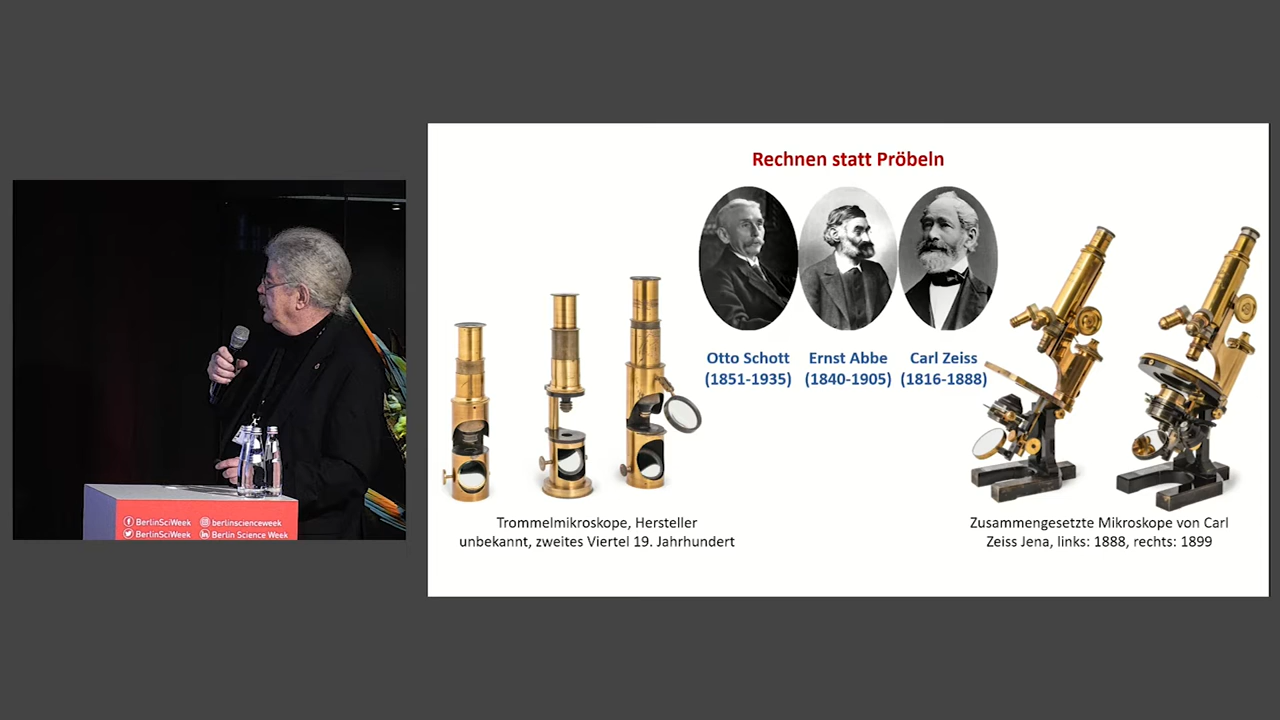 Rechnen statt Pröbeln
Otto Schott
(1851-1935)
Ernst Abbe
(1840-1905)
Carl Zeiss
(1816-1888)
Trommelmikroskope, Hersteller
unbekannt, zweites Viertel 19. Jahrhundert
Zusammengesetzte Mikroskope von Carl
Zeiss Jena, links: 1888, rechts: 1899
BerlinSciWeek
berlinscienceweek
BerlinSciWeek
Berlin Science Week